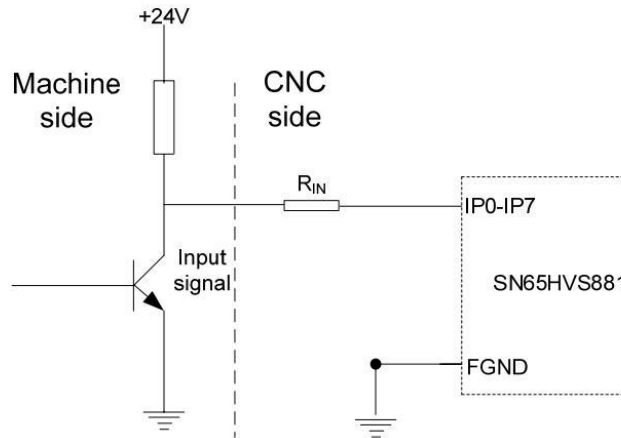 +24V
Machine
side
CNC
side
RIN
IP0-IP7
Input
signal
SN65HVS881
FGND